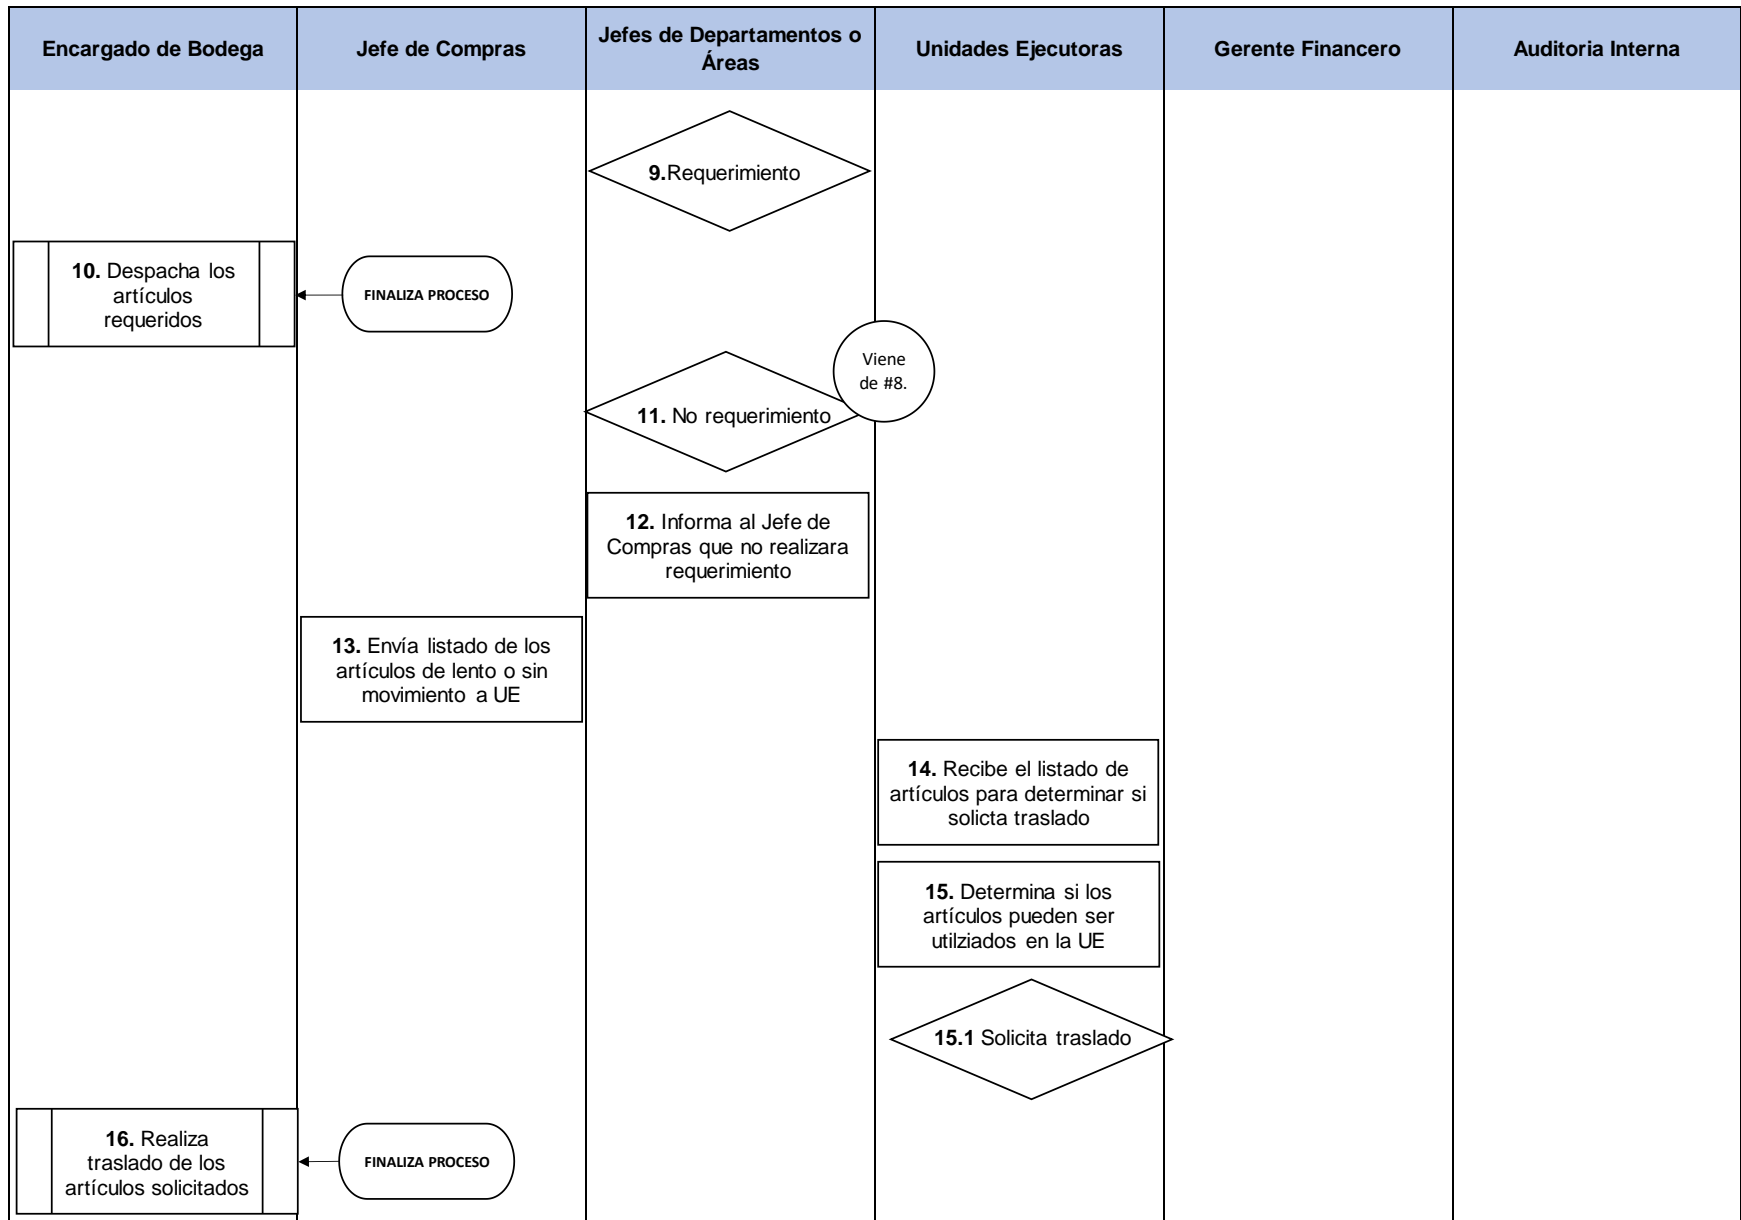 Encargado de Bodega
Jefe de Compras
Jefes de Departamentos o
Áreas
Unidades Ejecutoras
Gerente Financero
Auditoria Interna
9.Requerimiento
10. Despacha los
artículos
requeridos
FINALIZA PROCESO
Viene
de #8.
11. No requerimiento
12. Informa al Jefe de
Compras que no realizara
requerimiento
13. Envía listado de los
artículos de lento o sin
movimiento a UE
14. Recibe el listado de
artículos para determinar si
solicta traslado
15. Determina si los
artículos pueden ser
utilziados en la UE
15.1 Solicita traslado
16. Realiza
traslado de los
artículos solicitados
FINALIZA PROCESO